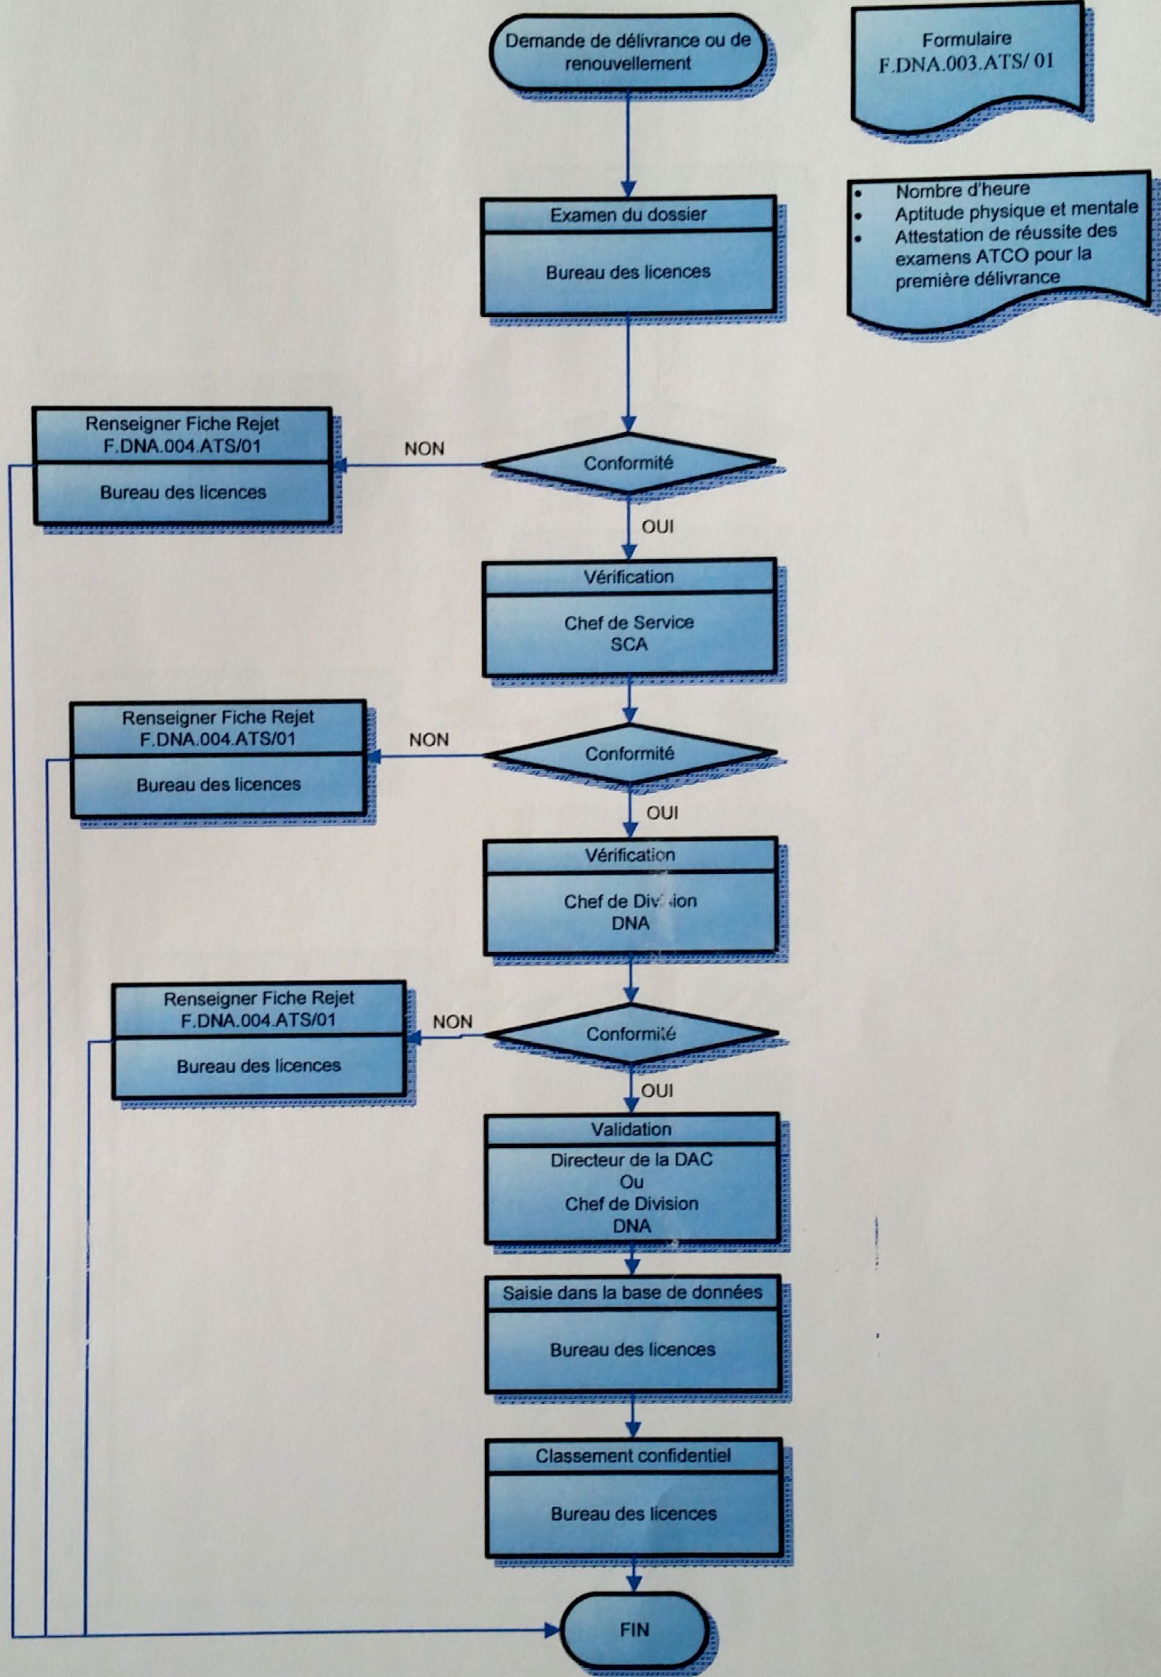 Demande de délivrance ou de
renouvellement
Formulaire
F.DNA.003.ATS/ 01
Examen du dossier
Bureau des licences
• Nombre d'heure
• Aptitude physique et mentale
• Attestation de réussite des
examens ATCO pour la
première délivrance
Renseigner Fiche Rejet
F.DNA.004.ATS/01
Bureau des licences
NON
Conformité
OUI
Vérification
Chef de Service
SCA
Renseigner Fiche Rejet
F.DNA.004.ATS/01
Bureau des licences
NON
Conformité
OUI
Vérification
Chef de Division
DNA
Renseigner Fiche Rejet
F.DNA.004.ATS/01
Bureau des licences
NON
Conformité
OUI
Validation
Directeur de la DAC
Ou
Chef de Division
DNA
Saisie dans la base de données
Bureau des licences
Classement confidentiel
Bureau des licences
FIN